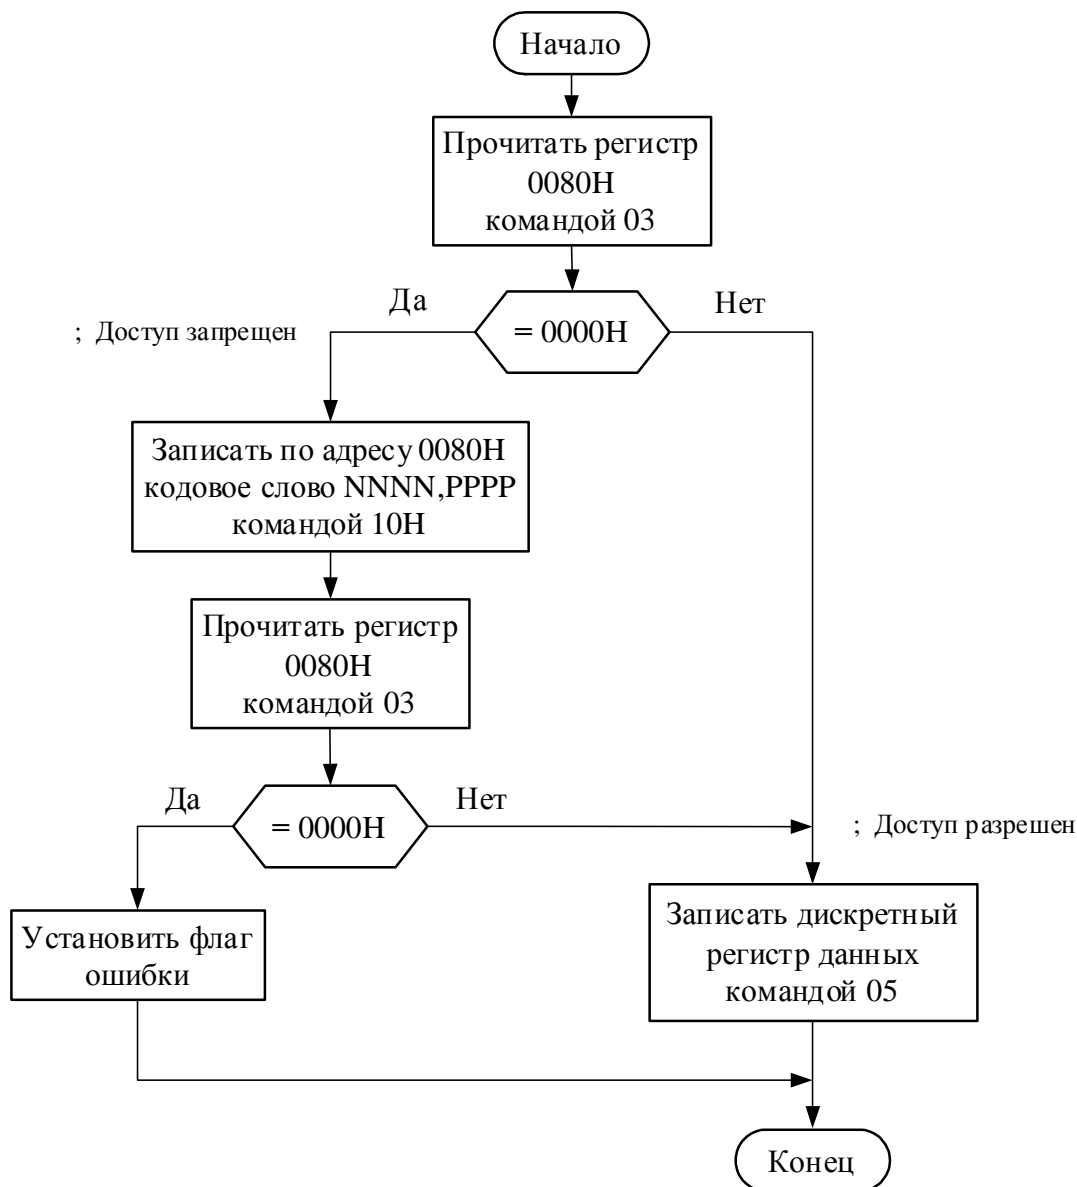 Начало
Прочитать регистр
0080H
командой 03
Да
Нет
; Доступ запрещен
= 0000H
Записать по адресу 0080H
кодовое слово NNNN,PPPP
командой 10H
Прочитать регистр
0080H
командой 03
Да
Нет
= 0000H
; Доступ разрешен
Установить флаг
ошибки
Записать дискретный
регистр данных
командой 05
Конец